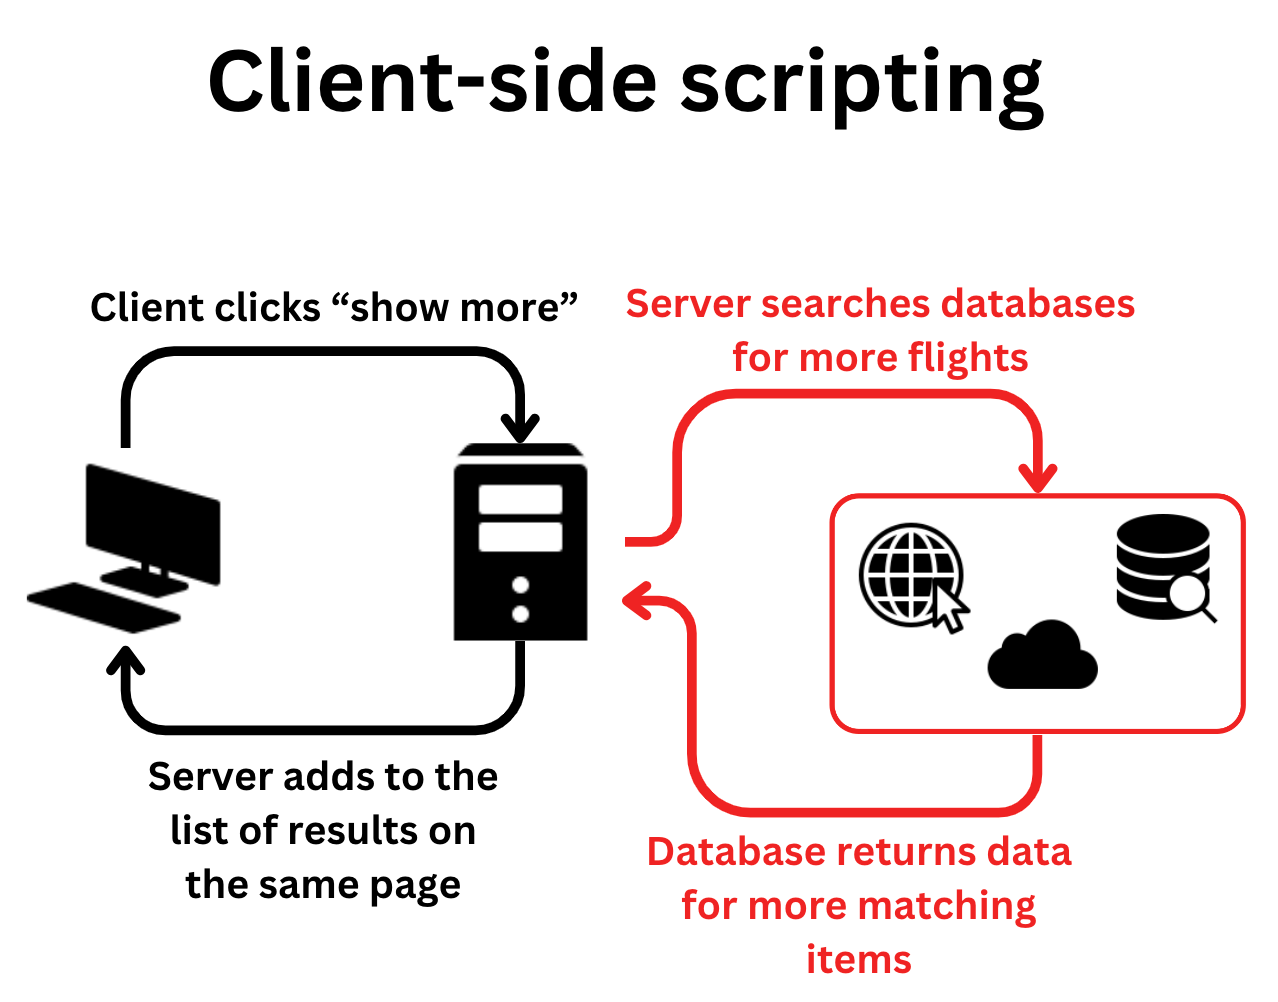 Client-side scripting
Client clicks “show more”
Server searches databases
for more flights
Server adds to the
list of results on
the same page
Database returns data
for more matching
items